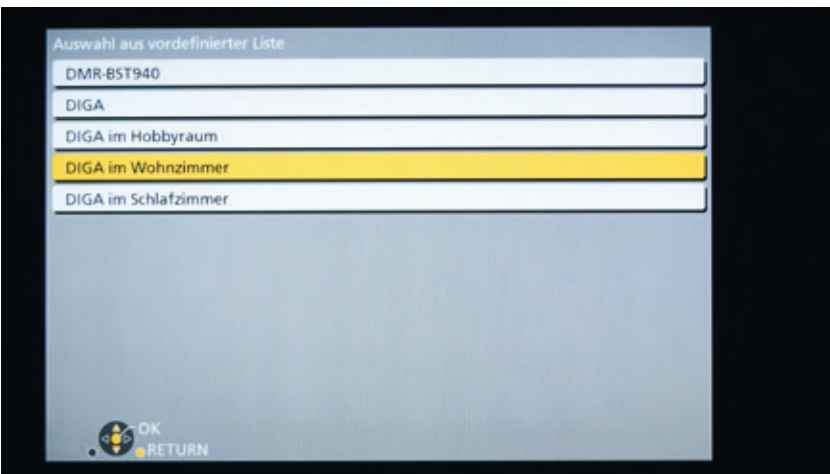 Auswahl aus vordefinierter Liste
DMR-BST940
DIGA
DIGA im Hobbyraum
DIGA im Wohnzimmer
DIGA im Schlafzimmer
OK
RETURN